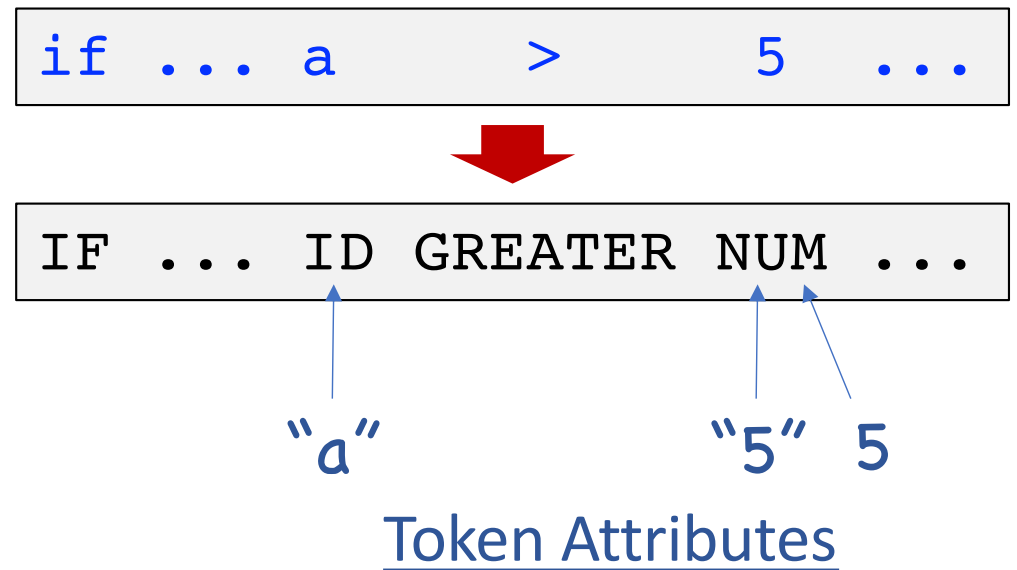 if ... a > 5 ...
IF ... ID GREATER NUM ...
“a” “5” 5
Token Attributes